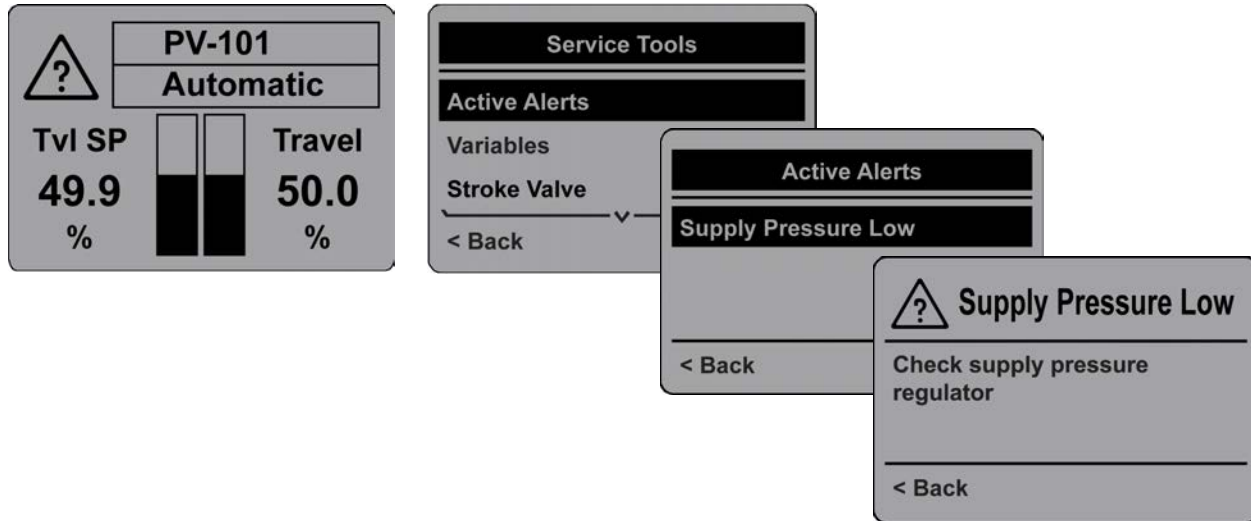 ?
PV-101
Automatic
Tvl SP
Travel
49.9
50.0
%
%
Service Tools
Active Alerts
Variables
Stroke Valve
< Back
Active Alerts
Supply Pressure Low
< Back
?
Supply Pressure Low
Check supply pressure
regulator
< Back